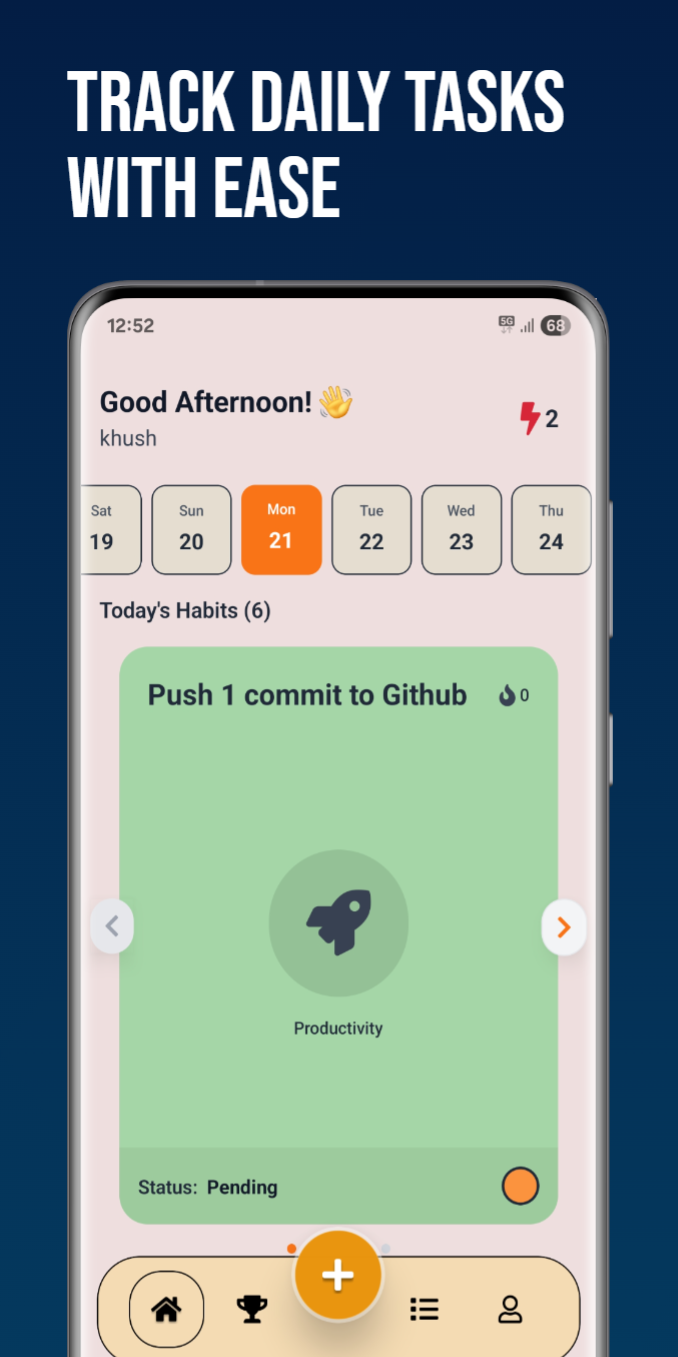 TRACK DAILY TASKS
WITH EASE
12:52
5G
68
Good Afternoon! 👋
khush
2
Sat Sun Mon Tue Wed Thu
19 20 21 22 23 24
Today's Habits (6)
Push 1 commit to Github 0
Productivity
Status: Pending